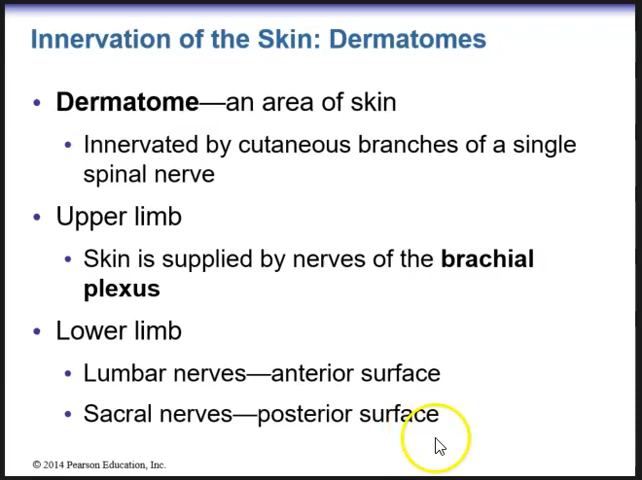 Innervation of the Skin: Dermatomes
• Dermatome—an area of skin
• Innervated by cutaneous branches of a single
spinal nerve
• Upper limb
• Skin is supplied by nerves of the brachial
plexus
• Lower limb
• Lumbar nerves—anterior surface
• Sacral nerves—posterior surface
© 2014 Pearson Education, Inc.